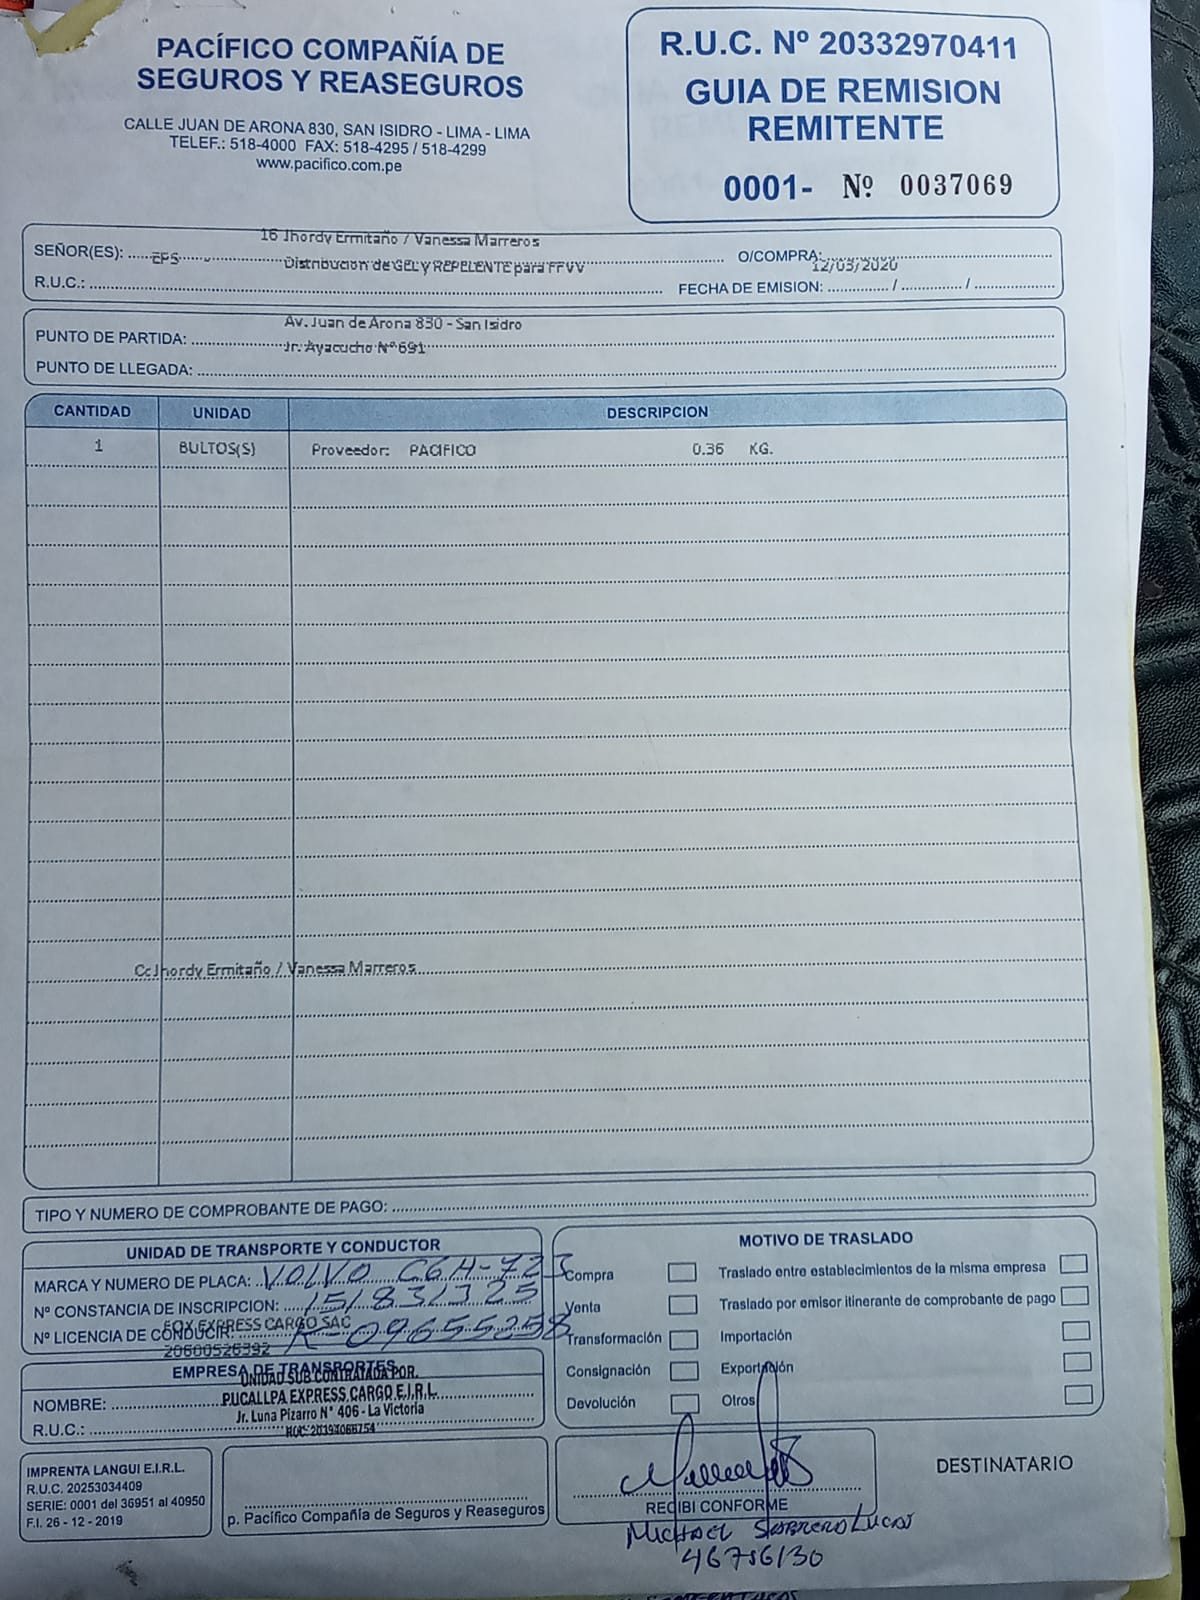 PACÍFICO COMPAÑÍA DE
SEGUROS Y REASEGUROS
CALLE JUAN DE ARONA 830, SAN ISIDRO - LIMA - LIMA
TELEF.: 518-4000 FAX: 518-4295 / 518-4299
www.pacifico.com.pe
R.U.C. Nº 20332970411
GUIA DE REMISION
REMITENTE
0001- Nº 0037069
16 Jhordy Ermitaño / Vanessa Marreros
SEÑOR(ES): EPS
Distribucion de GEL y REPELENTE para FFVV
O/COMPRA:
12/03/2020
R.U.C.:
FECHA DE EMISION: / /
Av. Juan de Arona 830 - San Isidro
PUNTO DE PARTIDA:
Jr. Ayacucho Nº 691
PUNTO DE LLEGADA:
CANTIDAD UNIDAD DESCRIPCION
1 BULTOS(S) Proveedor: PACIFICO 0.36 KG.
Cc Jhordy Ermitaño / Vanessa Marreros
TIPO Y NUMERO DE COMPROBANTE DE PAGO:
UNIDAD DE TRANSPORTE Y CONDUCTOR
MARCA Y NUMERO DE PLACA: VOLVO C6H-723
Nº CONSTANCIA DE INSCRIPCION: 151831325
FOX EXPRESS CARGO SAC
Nº LICENCIA DE CONDUCIR: K-09655258
20600526392
EMPRESA DE TRANSPORTES
UNIDAD SUB CONTRATADA POR.
NOMBRE: PUCALLPA EXPRESS CARGO E.I.R.L.
Jr. Luna Pizarro N° 406 - La Victoria
R.U.C.: RUC 20394066754
MOTIVO DE TRASLADO
Compra
Traslado entre establecimientos de la misma empresa
Venta
Traslado por emisor itinerante de comprobante de pago
Transformación
Importación
Consignación
Exportación
Devolución
Otros
IMPRENTA LANGUI E.I.R.L.
R.U.C. 20253034409
SERIE: 0001 del 36951 al 40950
F.I. 26 - 12 - 2019
p. Pacífico Compañía de Seguros y Reaseguros
RECIBI CONFORME
DESTINATARIO
46756130